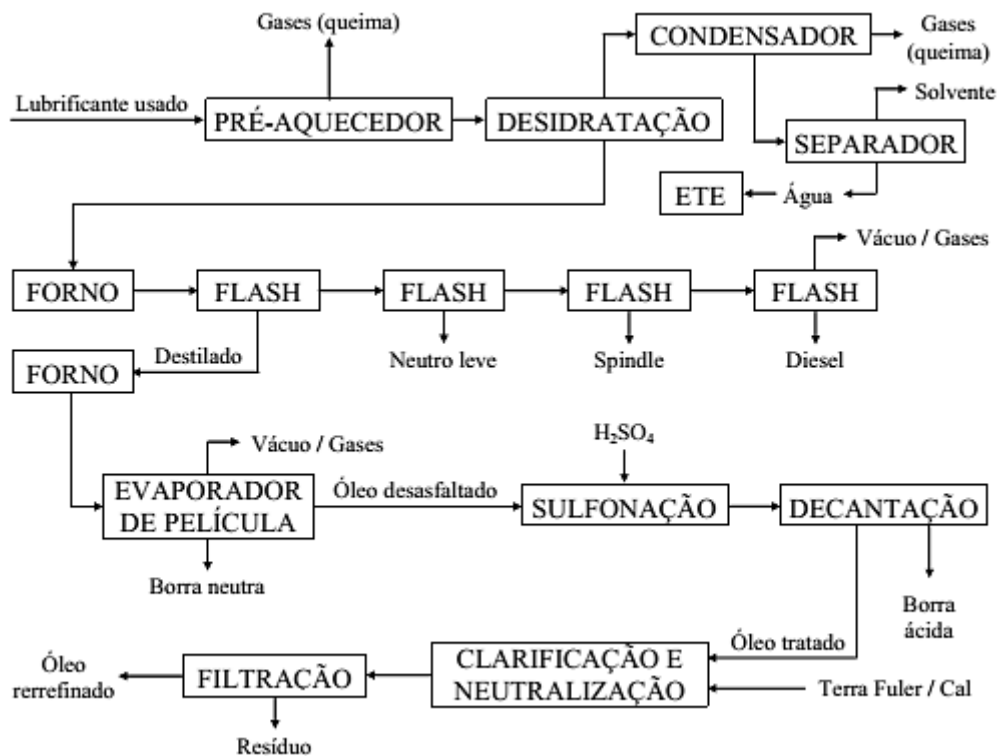 Gases (queima)
CONDENSADOR
Gases
(queima)
Lubrificante usado
PRÉ-AQUECEDOR
DESIDRATAÇÃO
Solvente
SEPARADOR
ETE
Água
Vácuo / Gases
FORNO
FLASH
FLASH
FLASH
FLASH
Destilado
Neutro leve
Spindle
Diesel
FORNO
H₂SO₄
Vácuo / Gases
EVAPORADOR
DE PELÍCULA
Óleo desasfaltado
SULFONAÇÃO
DECANTAÇÃO
Borra neutra
Borra
ácida
Óleo tratado
Óleo
rerrefinado
FILTRAÇÃO
CLARIFICAÇÃO E
NEUTRALIZAÇÃO
Terra Fuler / Cal
Resíduo